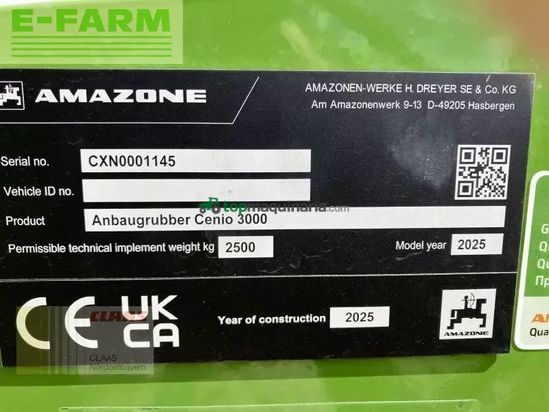 E-FARM
AMAZONE
AMAZONEN-WERKE H. DREYER SE & Co. KG
Am Amazonenwerk 9-13 D-49205 Hasbergen
Serial no. CXN0001145
Vehicle ID no.
topmaquinaria.com
Product Anbaugrubber Cenio 3000
Permissible technical implement weight kg 2500 Model year 2025
CE UK CA
Year of construction 2025
AMAZONE
CLAAS
CLAAS
Nordostbayern